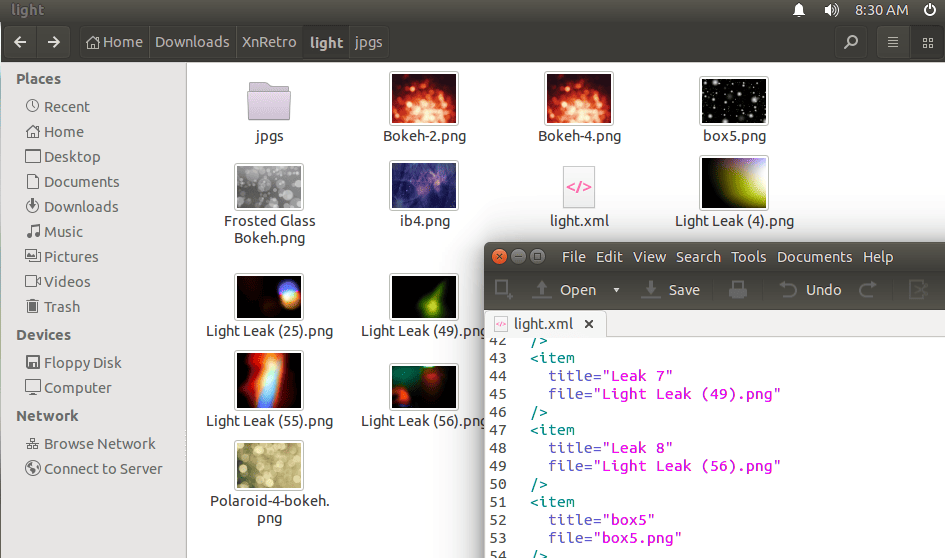 light
8:30 AM
Home Downloads XnRetro light jpgs
Places
Recent
Home
Desktop
Documents
Downloads
Music
Pictures
Videos
Trash
Devices
Floppy Disk
Computer
Network
Browse Network
Connect to Server
jpgs
Bokeh-2.png
Bokeh-4.png
box5.png
Frosted Glass
Bokeh.png
ib4.png
</>
light.xml
Light Leak (4).png
Light Leak (25).png
Light Leak (49).png
Light Leak (55).png
Light Leak (56).png
Polaroid-4-bokeh.
png
File Edit View Search Tools Documents Help
Open Save Undo
light.xml
42 />
43 <item
44 title="Leak 7"
45 file="Light Leak (49).png"
46 />
47 <item
48 title="Leak 8"
49 file="Light Leak (56).png"
50 />
51 <item
52 title="box5"
53 file="box5.png"
54 />